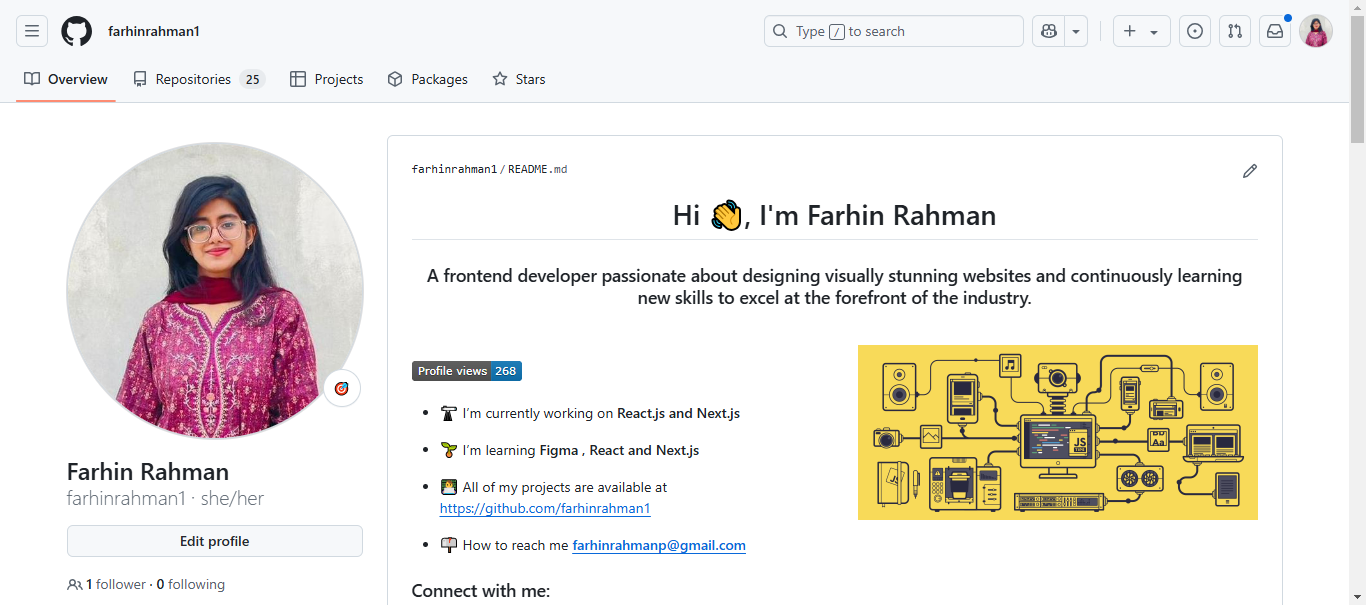 farhinrahman1
Type / to search
Overview
Repositories 25
Projects
Packages
Stars
farhinrahman1 / README.md
Hi 👋, I'm Farhin Rahman
A frontend developer passionate about designing visually stunning websites and continuously learning
new skills to excel at the forefront of the industry.
Profile views 268
I’m currently working on React.js and Next.js
I’m learning Figma , React and Next.js
All of my projects are available at
https://github.com/farhinrahman1
How to reach me farhinrahmanp@gmail.com
Connect with me:
JS
Aa
JS
Farhin Rahman
farhinrahman1 · she/her
Edit profile
1 follower · 0 following